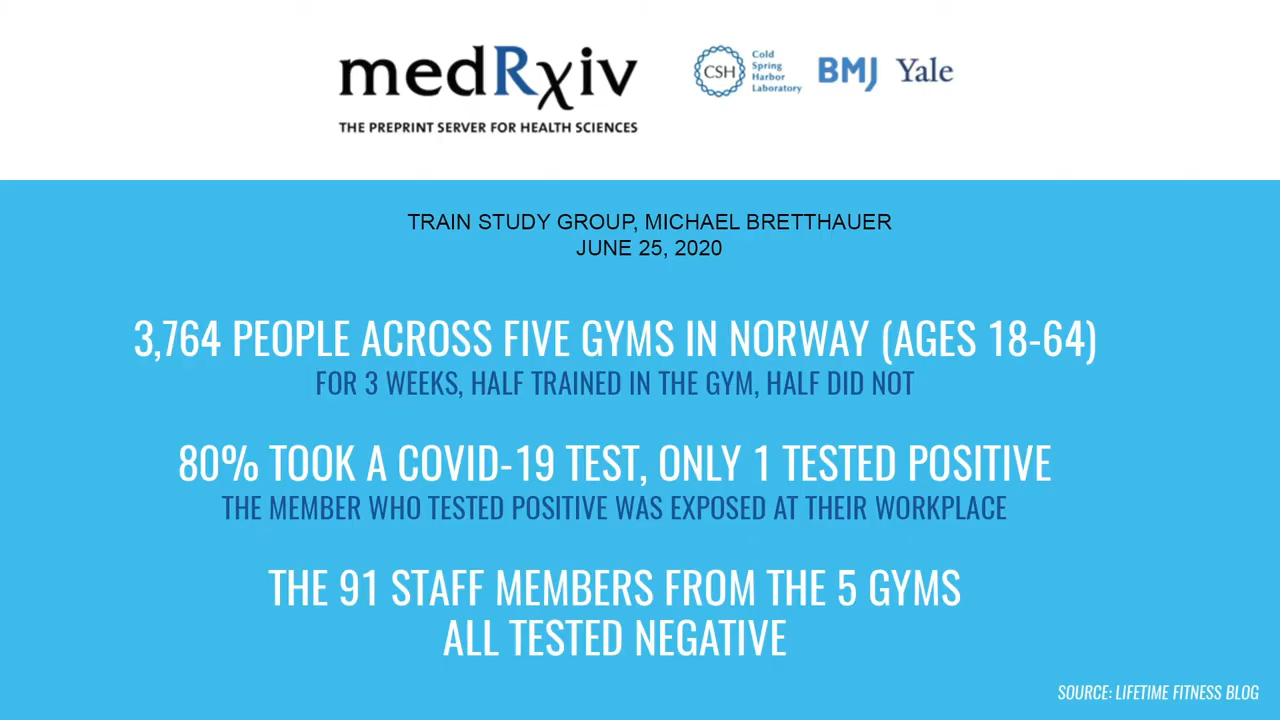 medRxiv
THE PREPRINT SERVER FOR HEALTH SCIENCES
CSH
Cold
Spring
Harbor
Laboratory
BMJ
Yale
TRAIN STUDY GROUP, MICHAEL BRETTHAUER
JUNE 25, 2020
3,764 PEOPLE ACROSS FIVE GYMS IN NORWAY (AGES 18-64)
FOR 3 WEEKS, HALF TRAINED IN THE GYM, HALF DID NOT
80% TOOK A COVID-19 TEST, ONLY 1 TESTED POSITIVE
THE MEMBER WHO TESTED POSITIVE WAS EXPOSED AT THEIR WORKPLACE
THE 91 STAFF MEMBERS FROM THE 5 GYMS
ALL TESTED NEGATIVE
SOURCE: LIFETIME FITNESS BLOG